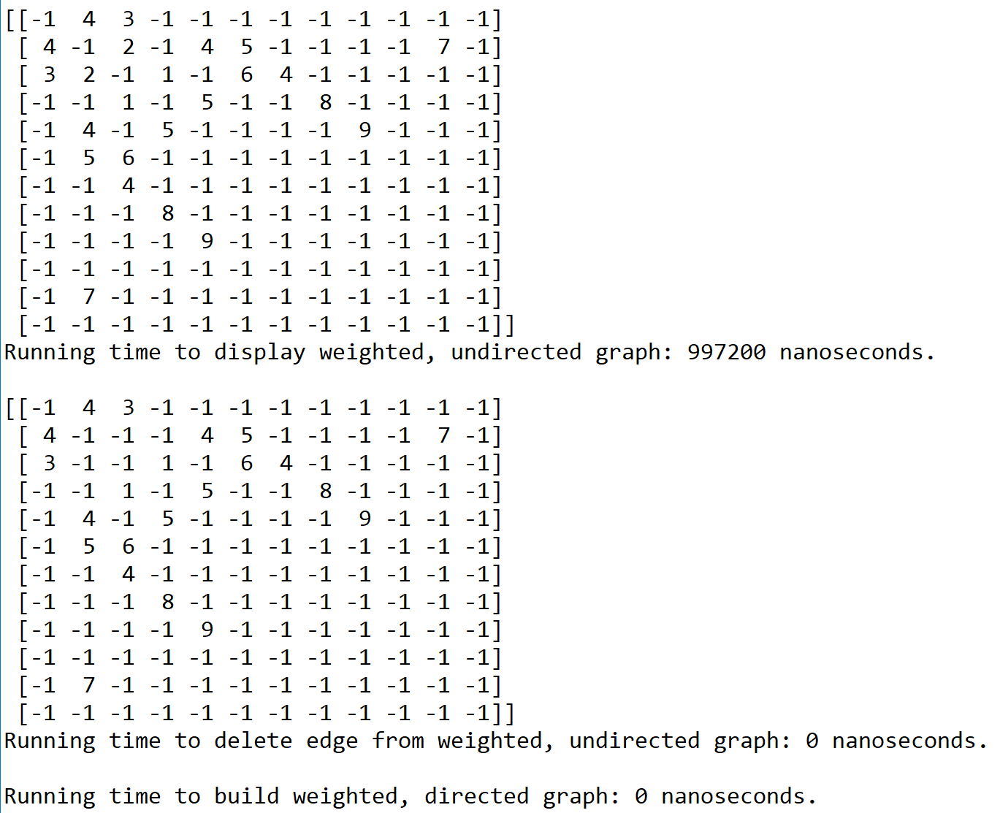 [[-1  4  3 -1 -1 -1 -1 -1 -1 -1 -1 -1]
 [ 4 -1  2 -1  4  5 -1 -1 -1 -1  7 -1]
 [ 3  2 -1  1 -1  6  4 -1 -1 -1 -1 -1]
 [-1 -1  1 -1  5 -1 -1  8 -1 -1 -1 -1]
 [-1  4 -1  5 -1 -1 -1 -1  9 -1 -1 -1]
 [-1  5  6 -1 -1 -1 -1 -1 -1 -1 -1 -1]
 [-1 -1  4 -1 -1 -1 -1 -1 -1 -1 -1 -1]
 [-1 -1 -1  8 -1 -1 -1 -1 -1 -1 -1 -1]
 [-1 -1 -1 -1  9 -1 -1 -1 -1 -1 -1 -1]
 [-1 -1 -1 -1 -1 -1 -1 -1 -1 -1 -1 -1]
 [-1  7 -1 -1 -1 -1 -1 -1 -1 -1 -1 -1]
 [-1 -1 -1 -1 -1 -1 -1 -1 -1 -1 -1 -1]]
Running time to display weighted, undirected graph: 997200 nanoseconds.

[[-1  4  3 -1 -1 -1 -1 -1 -1 -1 -1 -1]
 [ 4 -1 -1 -1  4  5 -1 -1 -1 -1  7 -1]
 [ 3 -1 -1  1 -1  6  4 -1 -1 -1 -1 -1]
 [-1 -1  1 -1  5 -1 -1  8 -1 -1 -1 -1]
 [-1  4 -1  5 -1 -1 -1 -1  9 -1 -1 -1]
 [-1  5  6 -1 -1 -1 -1 -1 -1 -1 -1 -1]
 [-1 -1  4 -1 -1 -1 -1 -1 -1 -1 -1 -1]
 [-1 -1 -1  8 -1 -1 -1 -1 -1 -1 -1 -1]
 [-1 -1 -1 -1  9 -1 -1 -1 -1 -1 -1 -1]
 [-1 -1 -1 -1 -1 -1 -1 -1 -1 -1 -1 -1]
 [-1  7 -1 -1 -1 -1 -1 -1 -1 -1 -1 -1]
 [-1 -1 -1 -1 -1 -1 -1 -1 -1 -1 -1 -1]]
Running time to delete edge from weighted, undirected graph: 0 nanoseconds.

Running time to build weighted, directed graph: 0 nanoseconds.